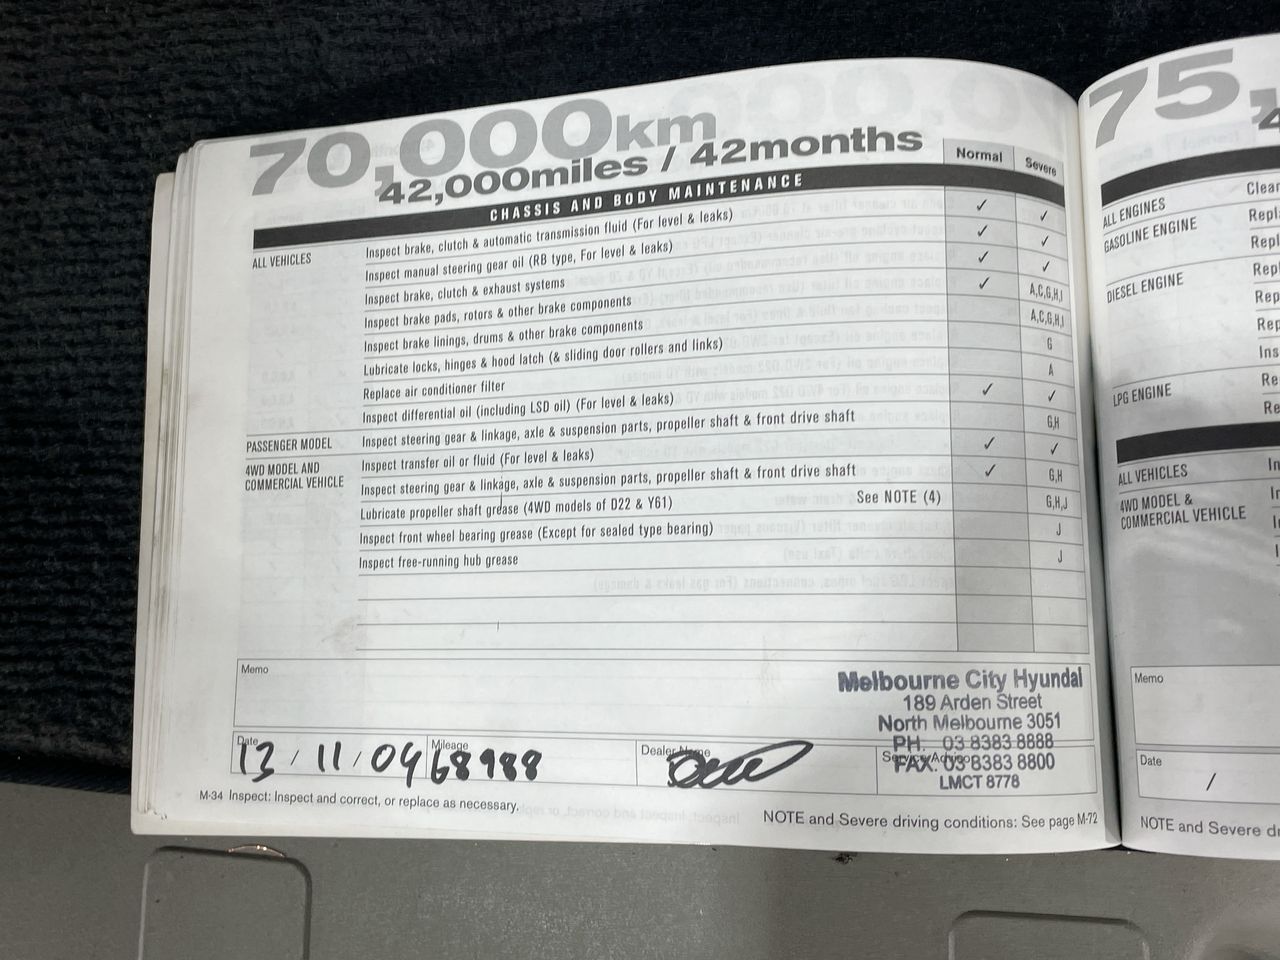 70,000km
42,000miles / 42months
Normal Severe
CHASSIS AND BODY MAINTENANCE
ALL VEHICLES Inspect brake, clutch & automatic transmission fluid (For level & leaks) ✓ ✓
Inspect manual steering gear oil (RB type, For level & leaks) ✓ ✓
Inspect brake, clutch & exhaust systems ✓ ✓
Inspect brake pads, rotors & other brake components ✓ A,C,G,H,I
Inspect brake linings, drums & other brake components A,C,G,H,I
Lubricate locks, hinges & hood latch (& sliding door rollers and links) G
Replace air conditioner filter A
Inspect differential oil (including LSD oil) (For level & leaks) ✓ ✓
PASSENGER MODEL Inspect steering gear & linkage, axle & suspension parts, propeller shaft & front drive shaft G,H
4WD MODEL AND
COMMERCIAL VEHICLE
Inspect transfer oil or fluid (For level & leaks) ✓ ✓
Inspect steering gear & linkage, axle & suspension parts, propeller shaft & front drive shaft ✓ G,H
Lubricate propeller shaft grease (4WD models of D22 & Y61) See NOTE (4) G,H,J
Inspect front wheel bearing grease (Except for sealed type bearing) J
Inspect free-running hub grease J
Memo
Melbourne City Hyundai
189 Arden Street
North Melbourne 3051
PH: 03 8383 8888
FAX: 03 8383 8800
LMCT 8778
Date 13 / 11 / 09 Mileage 68988 Dealer Name
M-34 Inspect: Inspect and correct, or replace as necessary.
NOTE and Severe driving conditions: See page M-72
75,
ALL ENGINES
GASOLINE ENGINE
DIESEL ENGINE
LPG ENGINE
ALL VEHICLES
4WD MODEL &
COMMERCIAL VEHICLE
Memo
Date /
NOTE and Severe